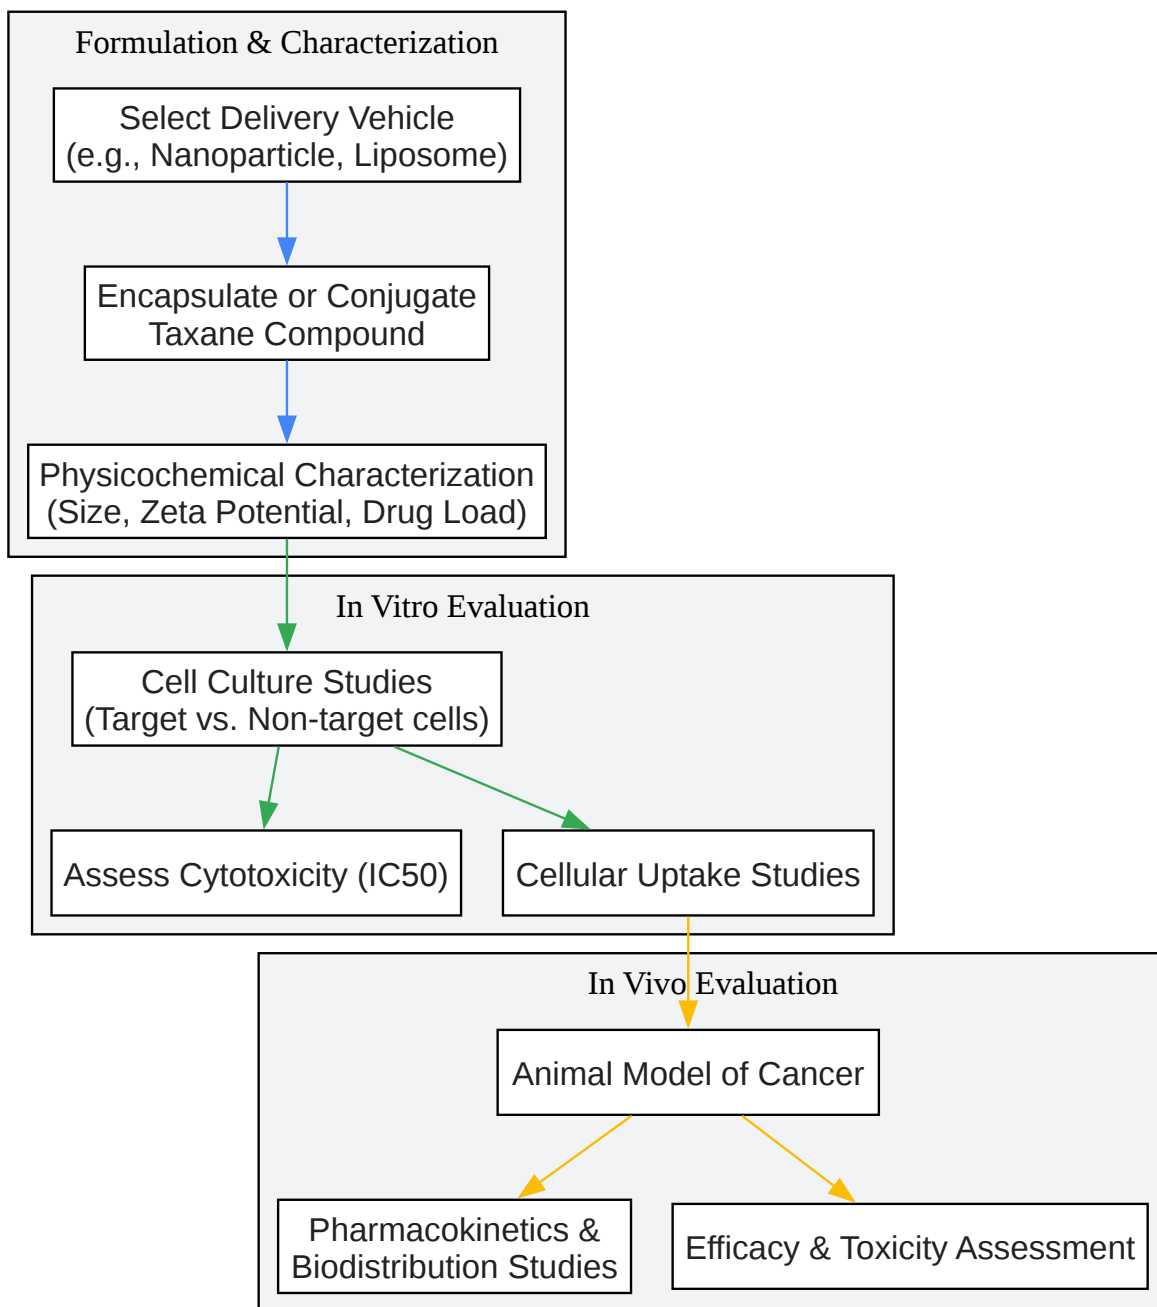 Formulation & Characterization
Select Delivery Vehicle
(e.g., Nanoparticle, Liposome)
Encapsulate or Conjugate
Taxane Compound
Physicochemical Characterization
(Size, Zeta Potential, Drug Load)
In Vitro Evaluation
Cell Culture Studies
(Target vs. Non-target cells)
Assess Cytotoxicity (IC50)
Cellular Uptake Studies
In Vivo Evaluation
Animal Model of Cancer
Pharmacokinetics &
Biodistribution Studies
Efficacy & Toxicity Assessment